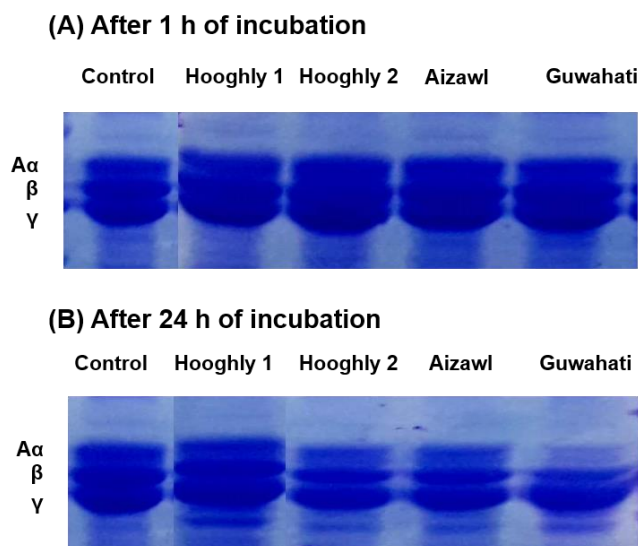 (A) After 1 h of incubation
Control Hooghly 1 Hooghly 2 Aizawl Guwahati
Aα
β
γ
(B) After 24 h of incubation
Control Hooghly 1 Hooghly 2 Aizawl Guwahati
Aα
β
γ